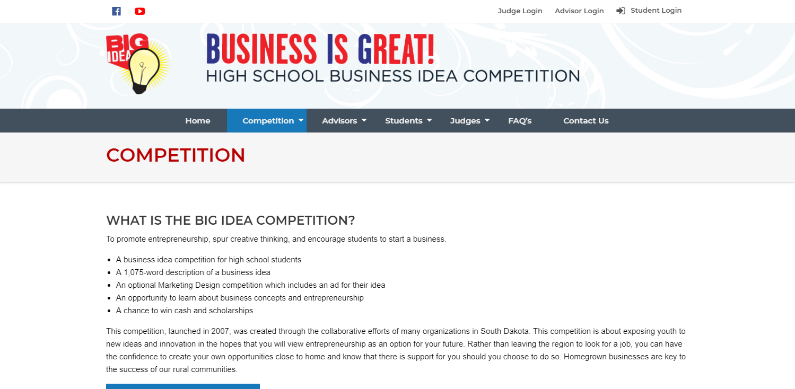 Judge Login Advisor Login Student Login
BIG IDEA
BUSINESS IS GREAT!
HIGH SCHOOL BUSINESS IDEA COMPETITION
Home Competition Advisors Students Judges FAQ's Contact Us
COMPETITION
WHAT IS THE BIG IDEA COMPETITION?
To promote entrepreneurship, spur creative thinking, and encourage students to start a business.
A business idea competition for high school students
A 1,075-word description of a business idea
An optional Marketing Design competition which includes an ad for their idea
An opportunity to learn about business concepts and entrepreneurship
A chance to win cash and scholarships
This competition, launched in 2007, was created through the collaborative efforts of many organizations in South Dakota. This competition is about exposing youth to
new ideas and innovation in the hopes that you will view entrepreneurship as an option for your future. Rather than leaving the region to look for a job, you can have
the confidence to create your own opportunities close to home and know that there is support for you should you choose to do so. Homegrown businesses are key to
the success of our rural communities.